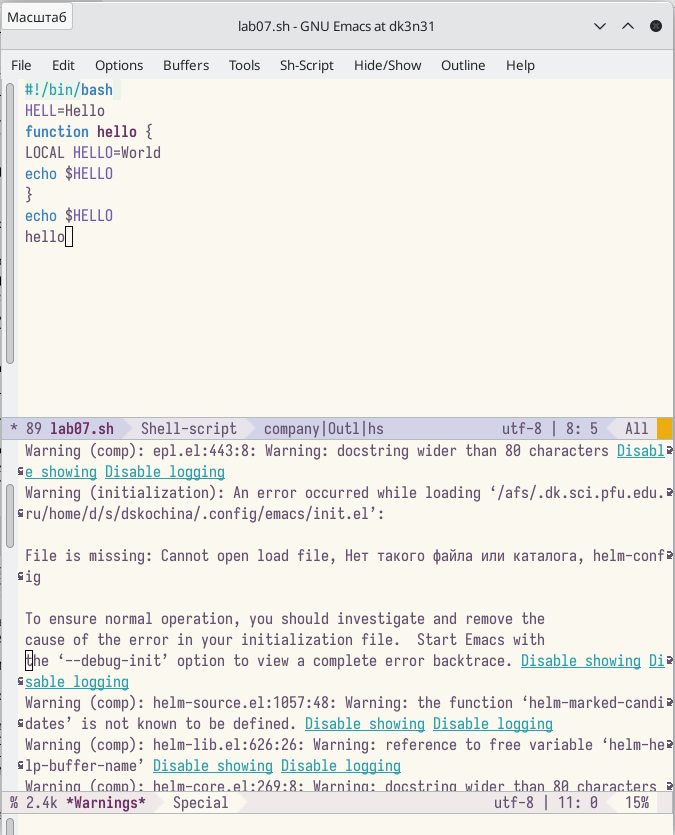 Масштаб
lab07.sh - GNU Emacs at dk3n31
File Edit Options Buffers Tools Sh-Script Hide/Show Outline Help
#!/bin/bash
HELL=Hello
function hello {
LOCAL HELLO=World
echo $HELLO
}
echo $HELLO
hello
* 89 lab07.sh Shell-script company|Outl|hs utf-8 | 8: 5 All
Warning (comp): epl.el:443:8: Warning: docstring wider than 80 characters Disabl
e showing Disable logging
Warning (initialization): An error occurred while loading ‘/afs/.dk.sci.pfu.edu.
ru/home/d/s/dskochina/.config/emacs/init.el’:
File is missing: Cannot open load file, Нет такого файла или каталога, helm-conf
ig
To ensure normal operation, you should investigate and remove the
cause of the error in your initialization file.  Start Emacs with
the ‘--debug-init’ option to view a complete error backtrace. Disable showing Di
sable logging
Warning (comp): helm-source.el:1057:48: Warning: the function ‘helm-marked-candi
dates’ is not known to be defined. Disable showing Disable logging
Warning (comp): helm-lib.el:626:26: Warning: reference to free variable ‘helm-he
lp-buffer-name’ Disable showing Disable logging
Warning (comp): helm-core.el:269:8: Warning: docstring wider than 80 characters
% 2.4k *Warnings* Special utf-8 | 11: 0 15%